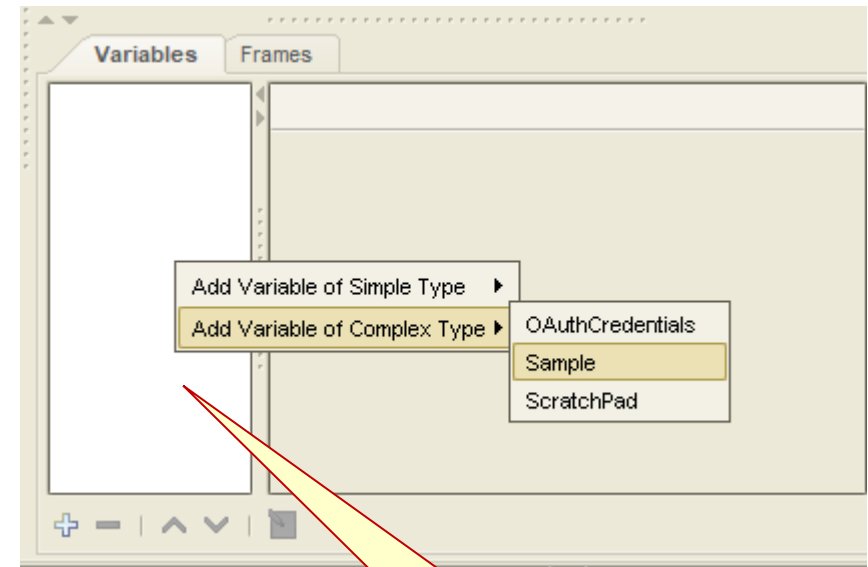 Variables Frames
Add Variable of Simple Type
Add Variable of Complex Type
OAuthCredentials
Sample
ScratchPad